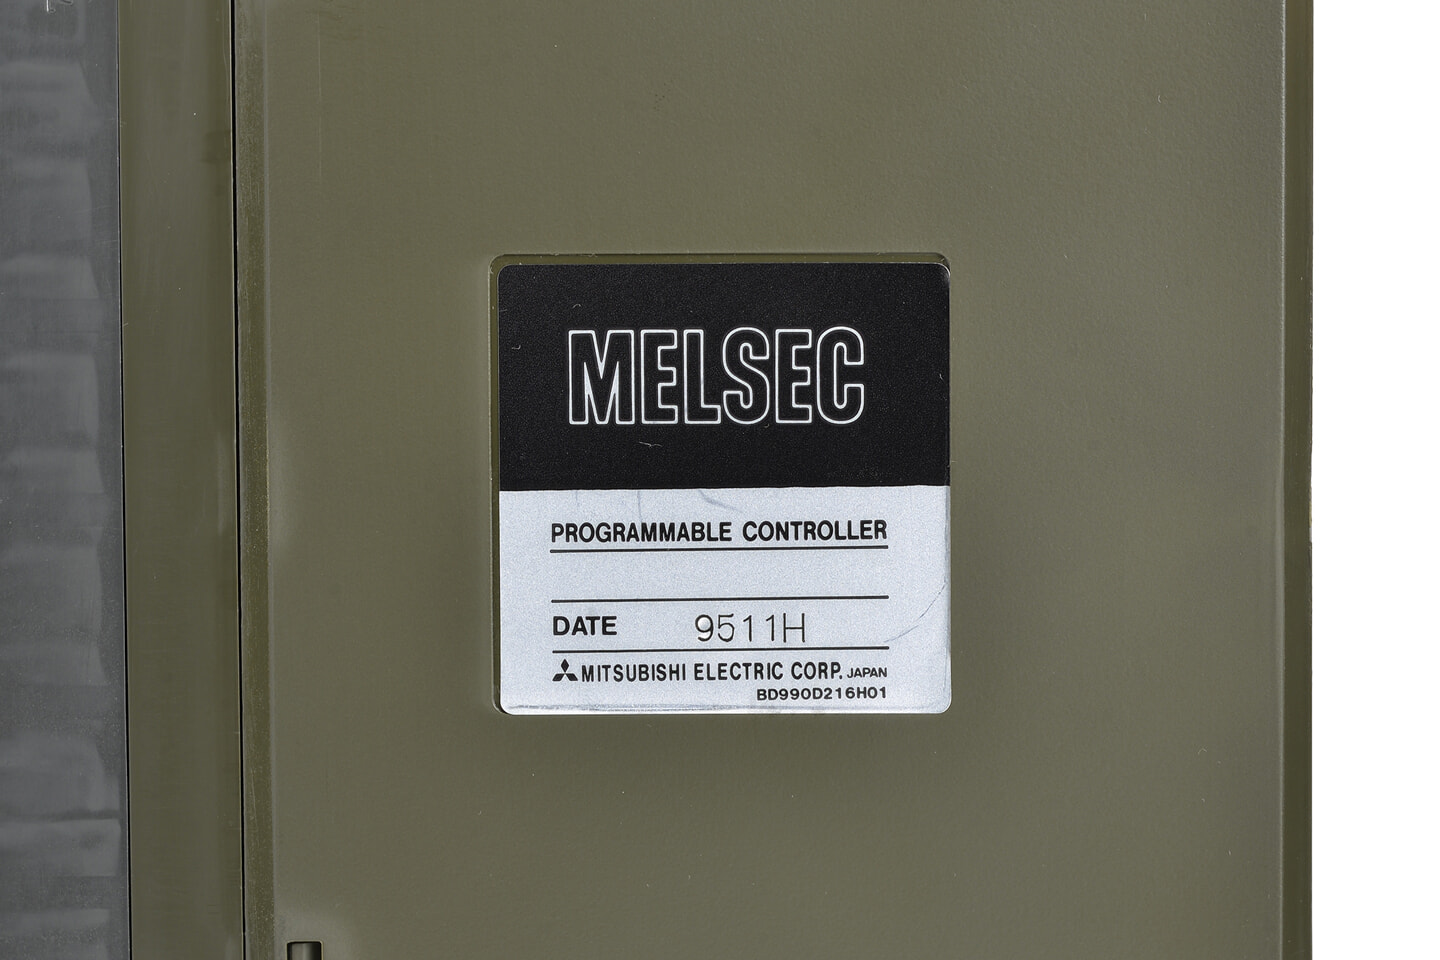 MELSEC
PROGRAMMABLE CONTROLLER
DATE 9511H
MITSUBISHI ELECTRIC CORP. JAPAN
BD990D216H01